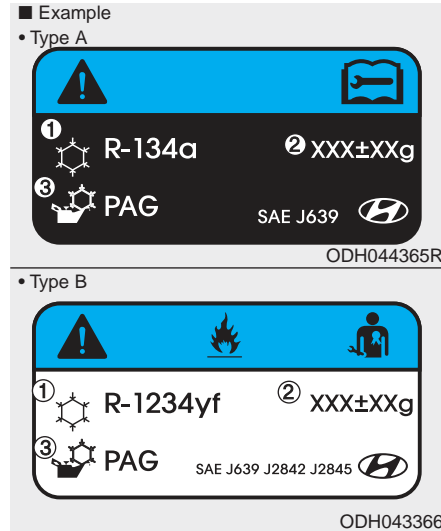 ■ Example
• Type A
① R-134a ② XXX±XXg
③ PAG SAE J639
ODH044365R
• Type B
① R-1234yf ② XXX±XXg
③ PAG SAE J639 J2842 J2845
ODH043366